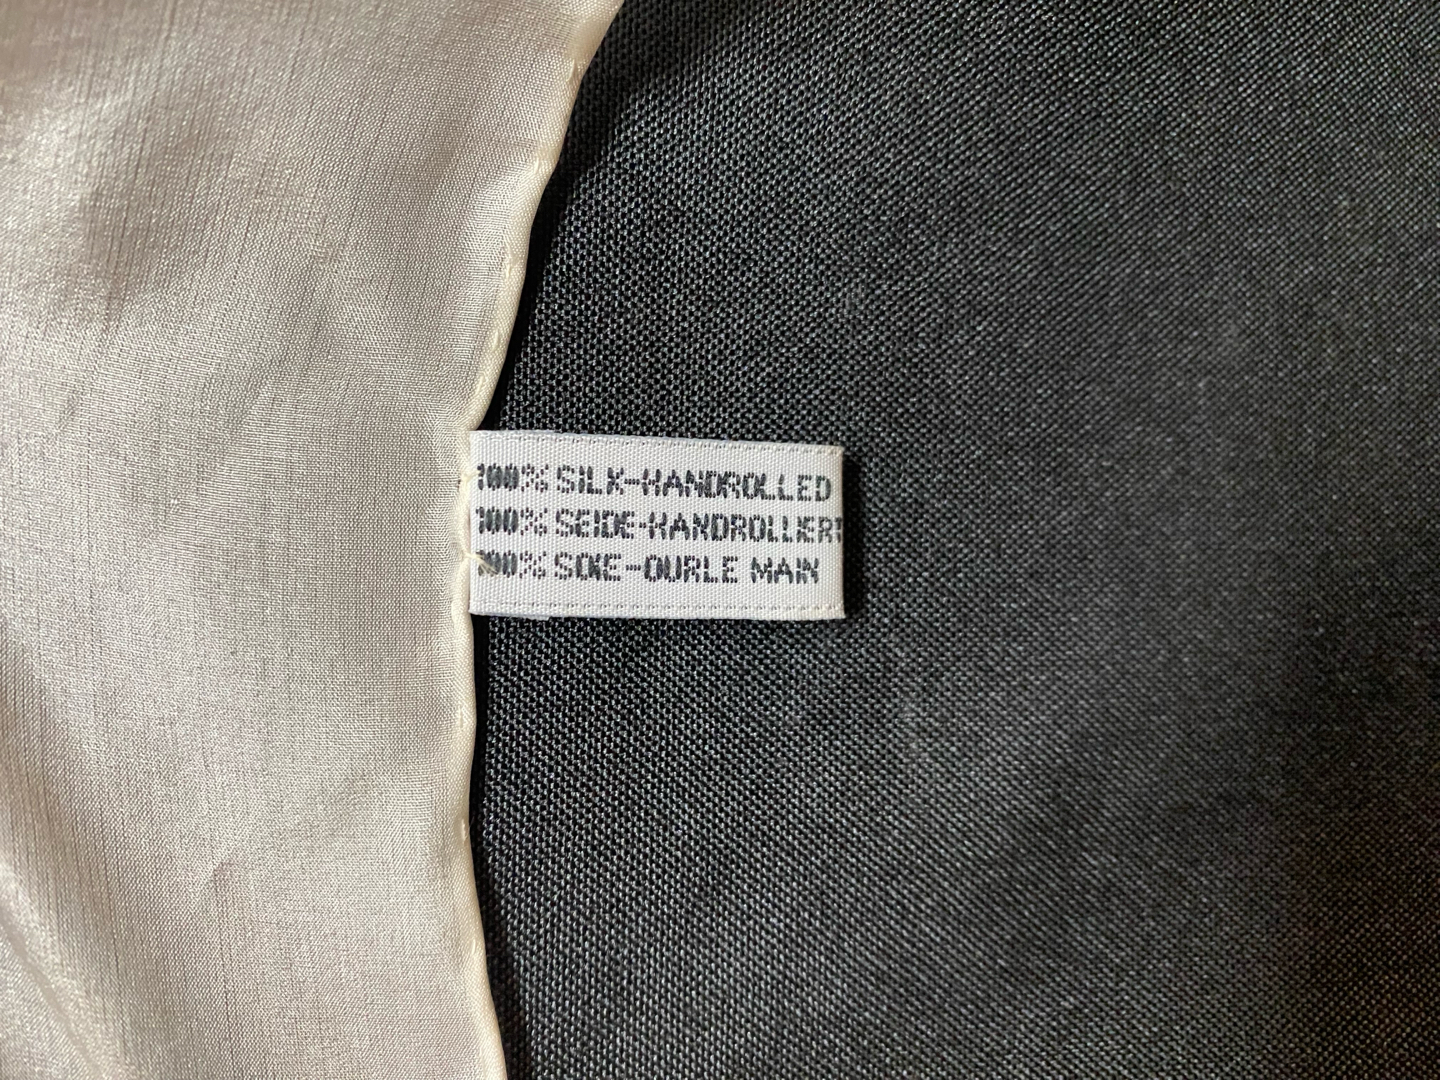 100% SILK-HANDROLLED
100% SEIDE-HANDROLLIERT
100% SOIE-OURLE MAIN